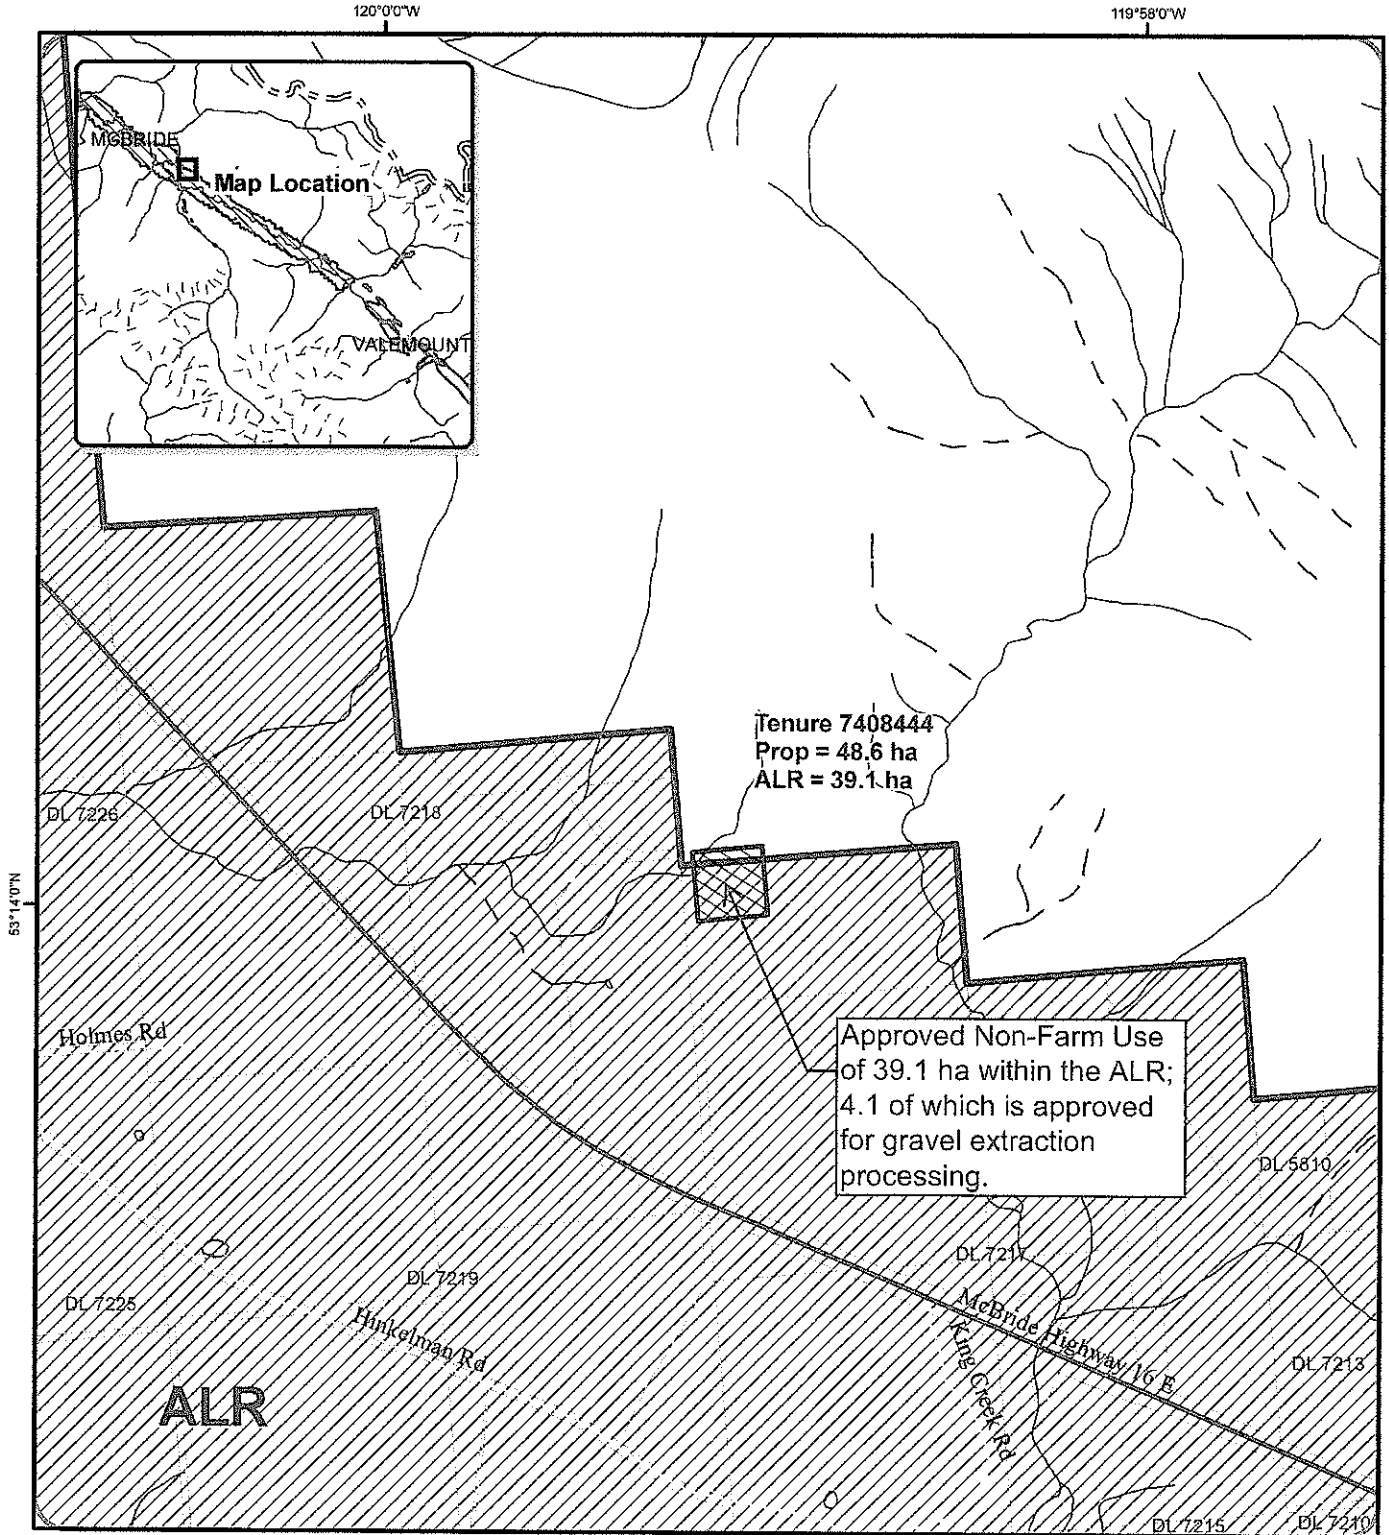 120°0'0"W
119°58'0"W
MCBRIDE
Map Location
VALEMOUNT
Tenure 7408444
Prop = 48.6 ha
ALR = 39.1 ha
DL 7226
DL 7218
53°14'0"N
Holmes Rd
Approved Non-Farm Use
of 39.1 ha within the ALR;
4.1 of which is approved
for gravel extraction
processing.
DL 5810
DL 7217
DL 7219
DL 7225
Hinkelman Rd
McBride Highway 16 E
King Creek Rd
DL 7213
ALR
DL 7215
DL 7210